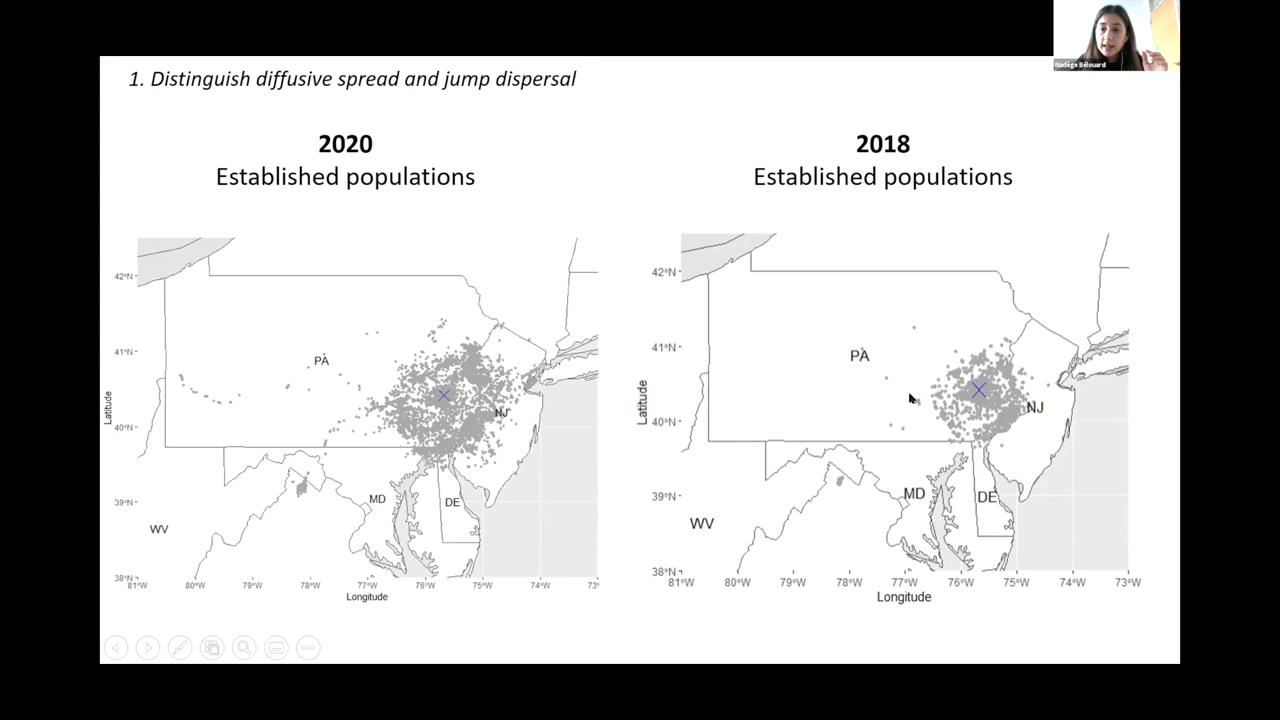 Nadège Bélouard
1. Distinguish diffusive spread and jump dispersal
2020
Established populations
2018
Established populations
42°N
41°N
40°N
39°N
38°N
Latitude
PA
NJ
MD
DE
WV
81°W 80°W 79°W 78°W 77°W 76°W 75°W 74°W 73°
Longitude
42°N
41°N
40°N
39°N
38°N
Latitude
PA
NJ
MD
DE
WV
81°W 80°W 79°W 78°W 77°W 76°W 75°W 74°W 73°W
Longitude